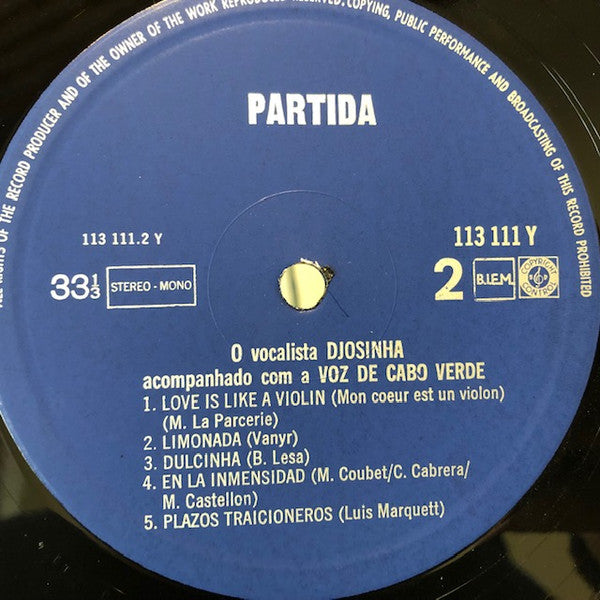 ALL RIGHTS OF THE RECORD PRODUCER AND OF THE OWNER OF THE WORK REPRODUCED RESERVED. COPYING, PUBLIC PERFORMANCE AND BROADCASTING OF THIS RECORD PROHIBITED
PARTIDA
113 111.2 Y
113 111 Y
33⅓
STEREO - MONO
2
B.I.E.M.
COPYRIGHT CONTROL
O vocalista DJOSINHA
acompanhado com a VOZ DE CABO VERDE
1. LOVE IS LIKE A VIOLIN (Mon coeur est un violon)
(M. La Parcerie)
2. LIMONADA (Vanyr)
3. DULCINHA (B. Lesa)
4. EN LA INMENSIDAD (M. Coubet/C. Cabrera/
M. Castellon)
5. PLAZOS TRAICIONEROS (Luis Marquett)